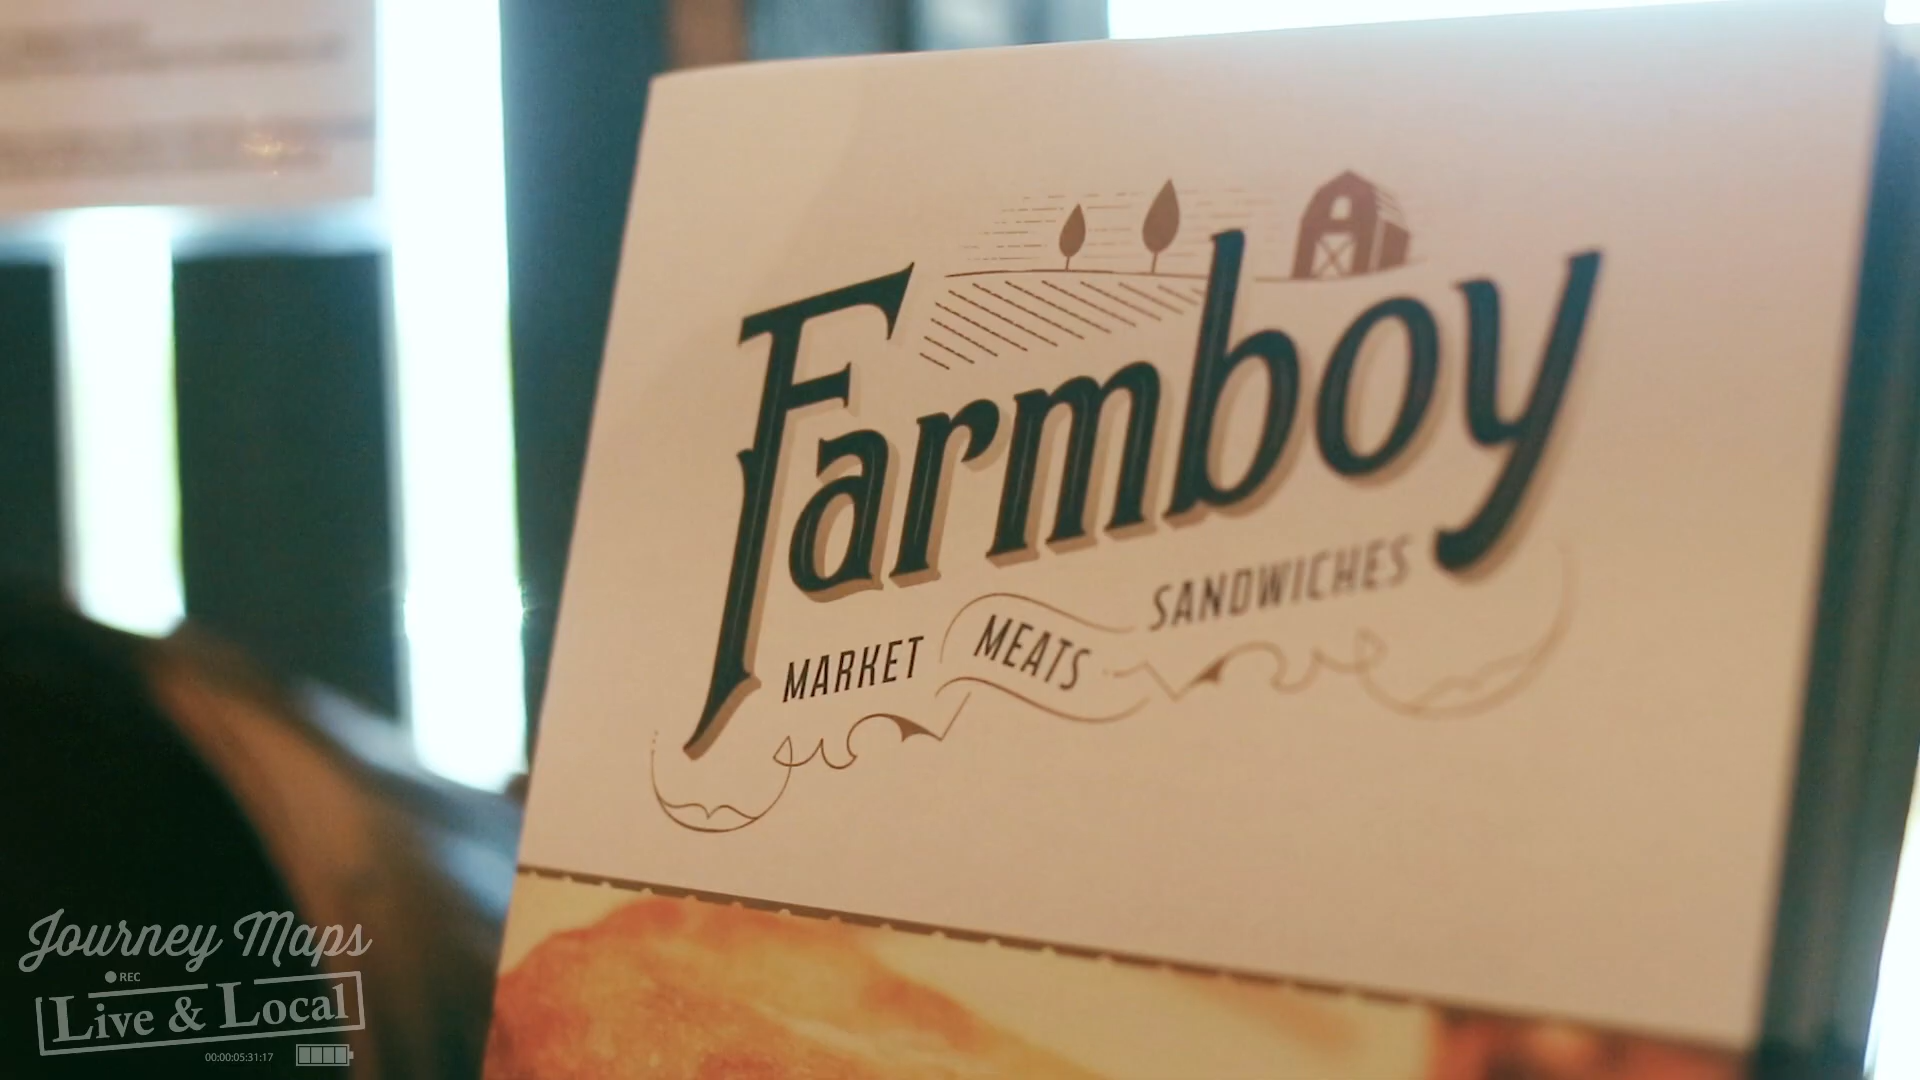 Farmboy
MARKET MEATS SANDWICHES
Journey Maps
REC
Live & Local
00:00:05:31:17